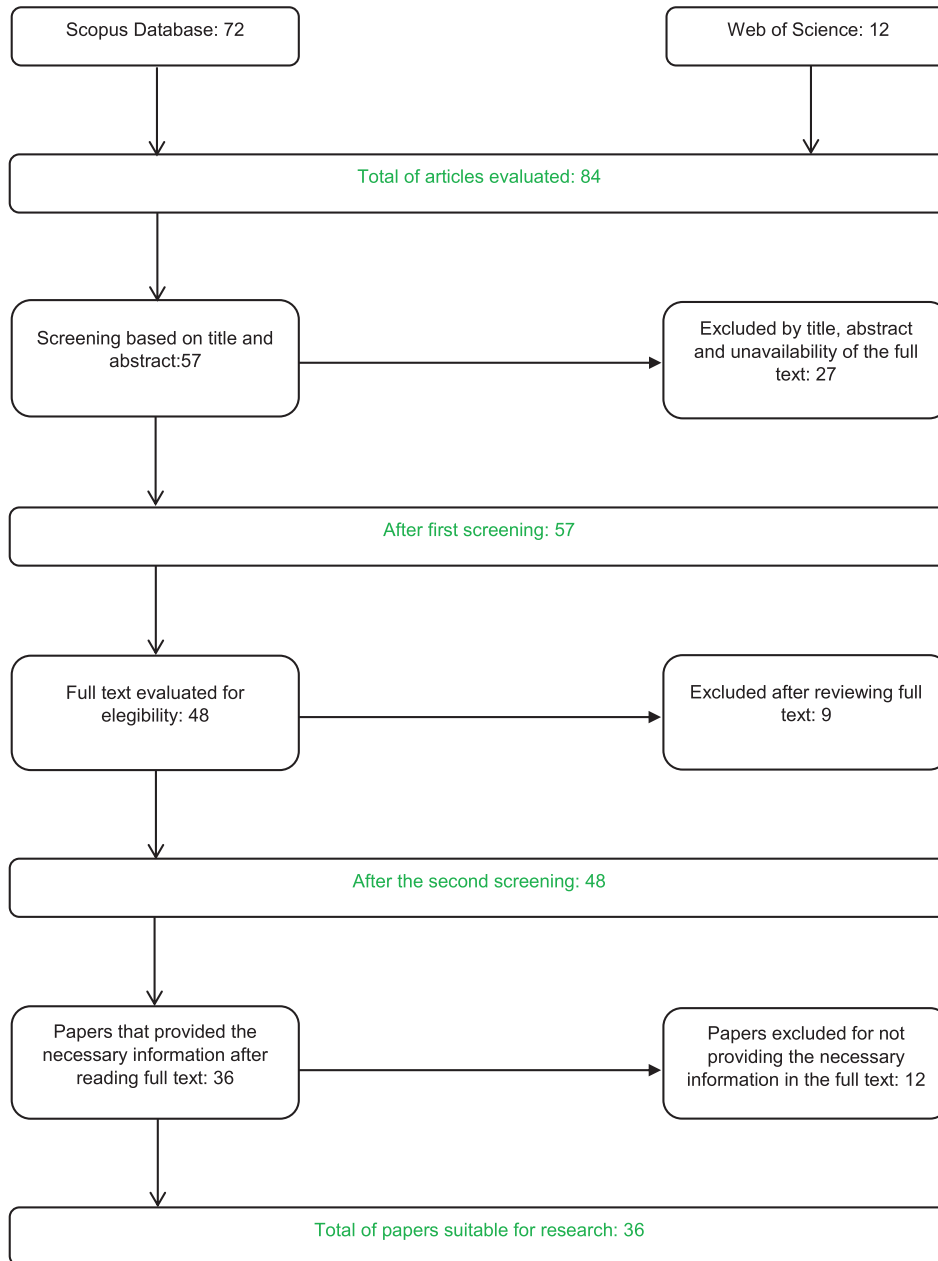 Scopus Database: 72
Web of Science: 12
Total of articles evaluated: 84
Screening based on title and
abstract:57
Excluded by title, abstract
and unavailability of the full
text: 27
After first screening: 57
Full text evaluated for
elegibility: 48
Excluded after reviewing full
text: 9
After the second screening: 48
Papers that provided the
necessary information after
reading full text: 36
Papers excluded for not
providing the necessary
information in the full text: 12
Total of papers suitable for research: 36